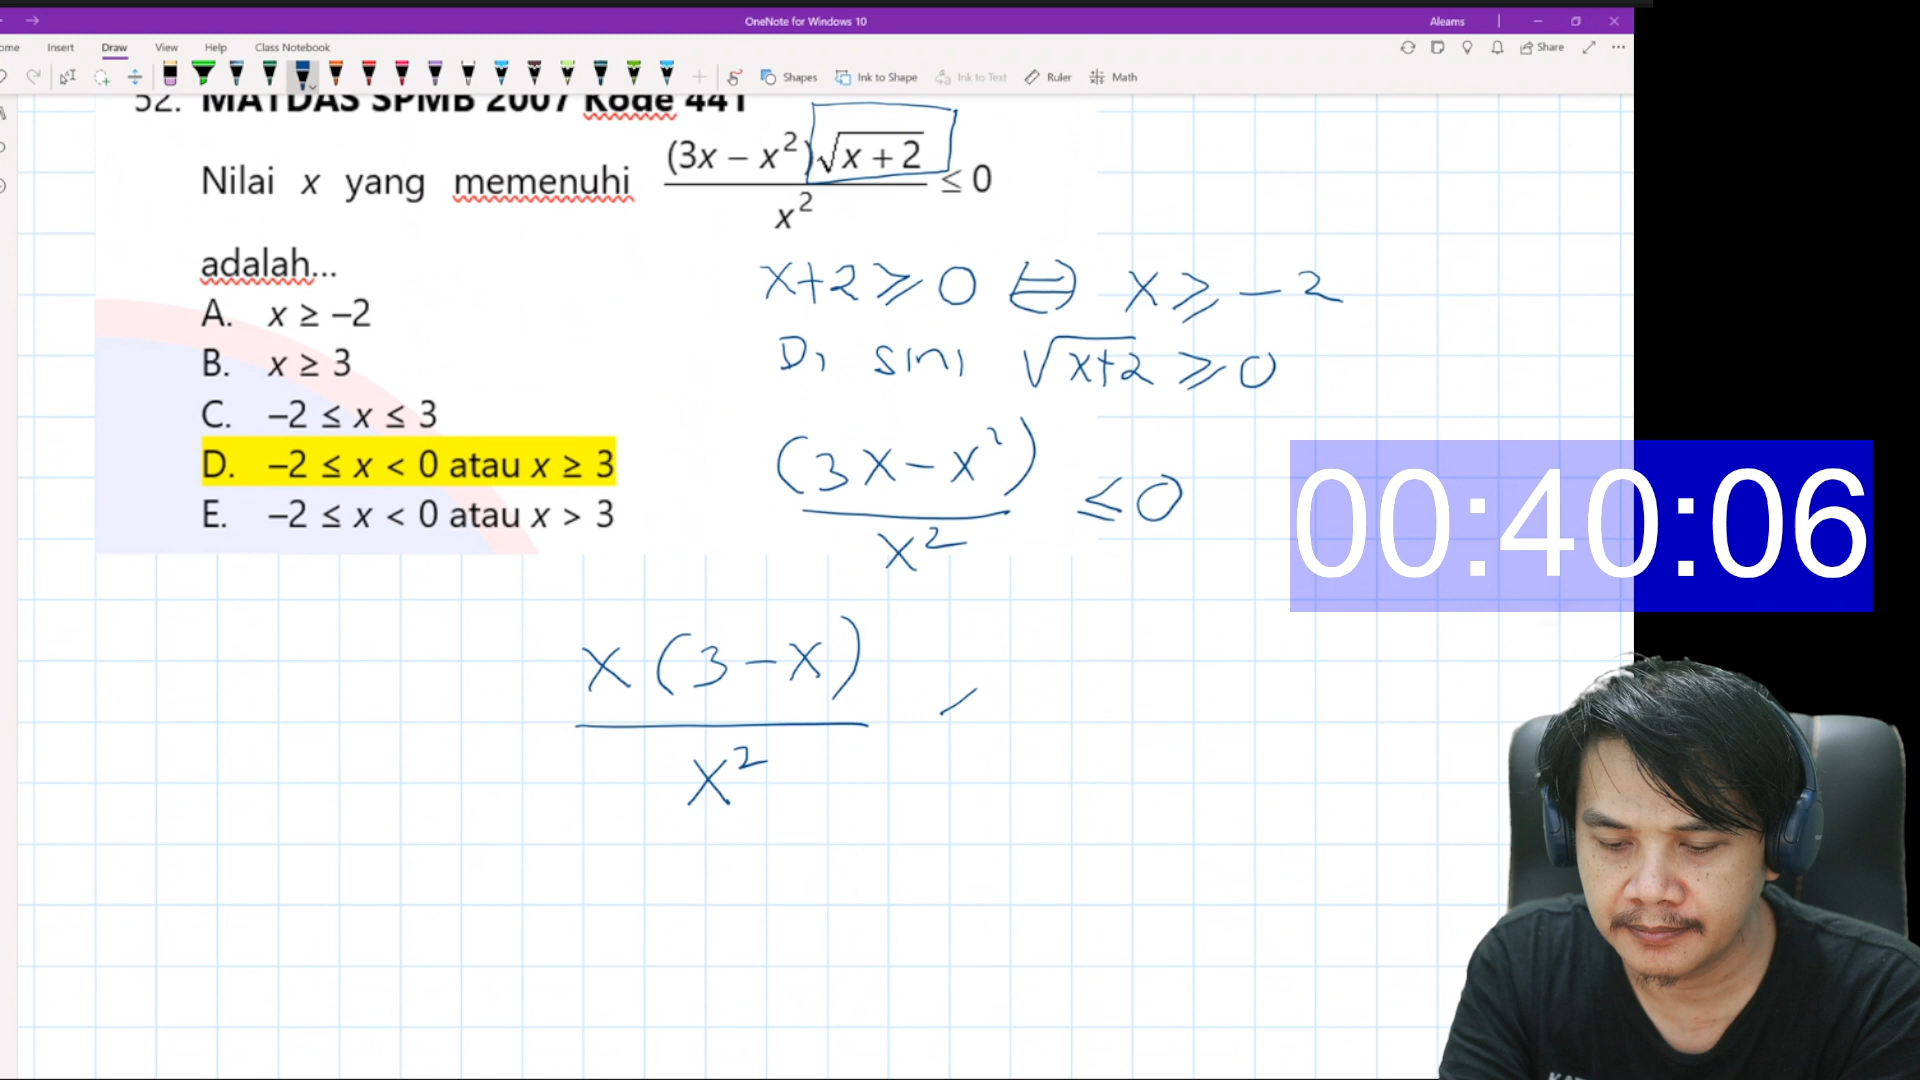 OneNote for Windows 10
Aleams
Insert Draw View Help Class Notebook
Share
Shapes Ink to Shape Ink to Text Ruler Math
52. MATDAS SPMB 2007 Kode 441
Nilai x yang memenuhi (3x − x²)√(x + 2) / x² ≤ 0
adalah...
A. x ≥ –2
B. x ≥ 3
C. –2 ≤ x ≤ 3
D. –2 ≤ x < 0 atau x ≥ 3
E. –2 ≤ x < 0 atau x > 3
x+2 ≥ 0 ⇔ x ≥ -2
Di sini √(x+2) ≥ 0
(3x-x²) / x² ≤ 0
x(3-x) / x²
00:40:06